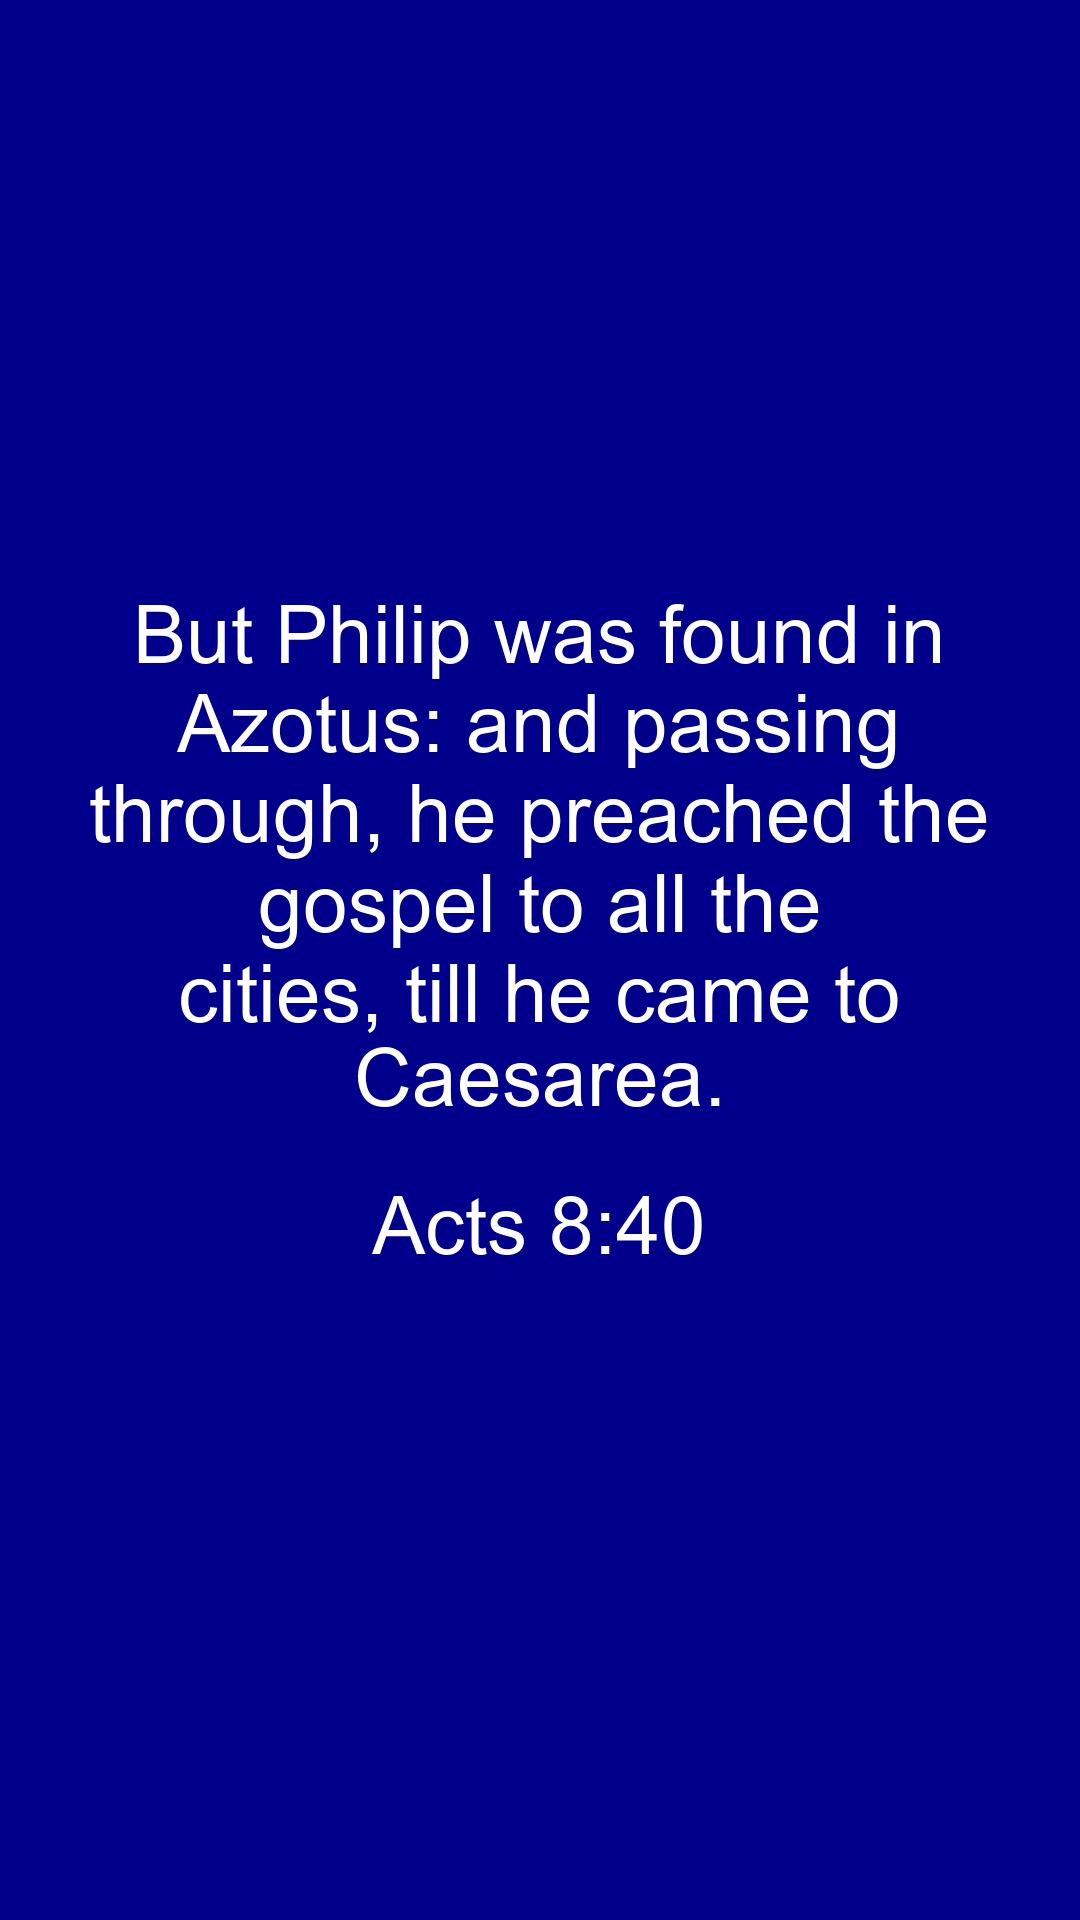 But Philip was found in
Azotus: and passing
through, he preached the
gospel to all the
cities, till he came to
Caesarea.
Acts 8:40